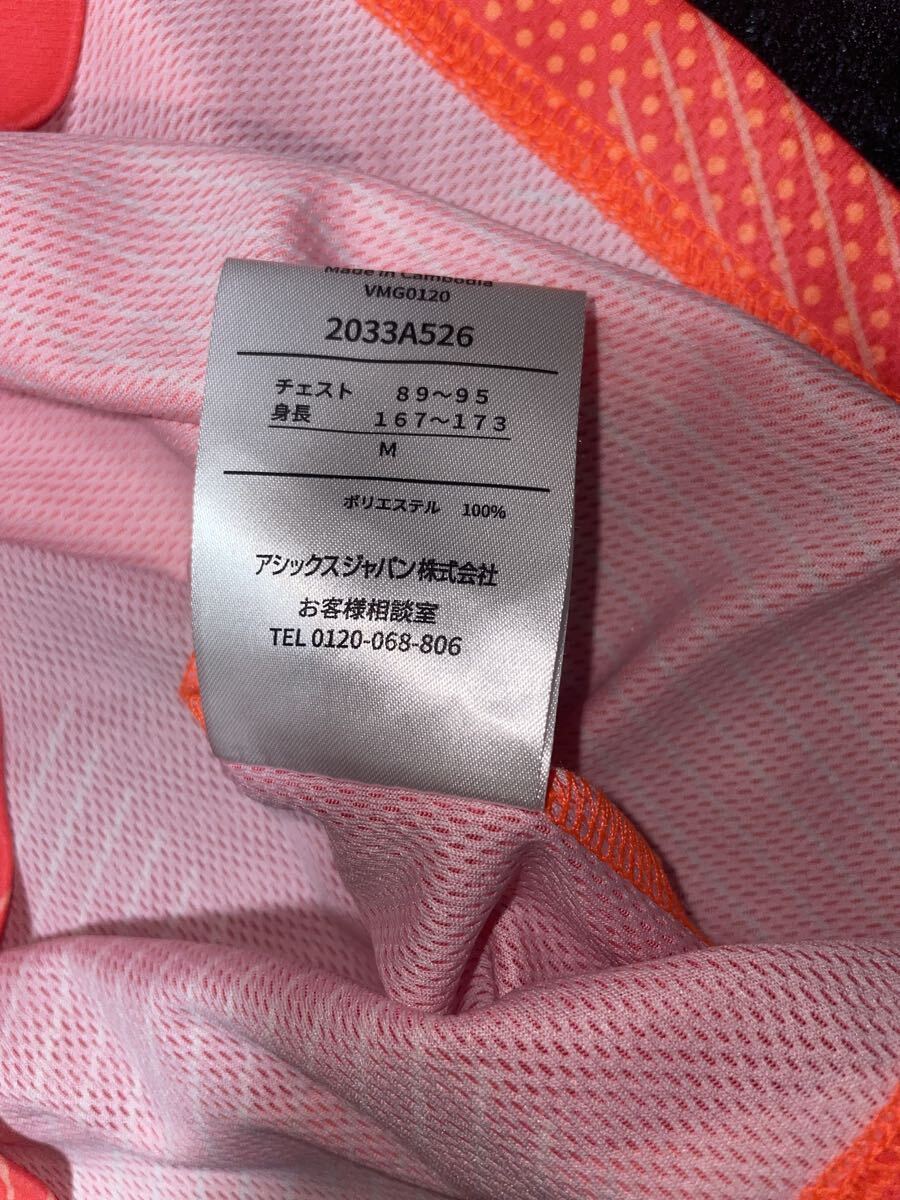 Made in Cambodia
VMG0120
2033A526
チェスト 89〜95
身長 167〜173
M
ポリエステル 100%
アシックスジャパン株式会社
お客様相談室
TEL 0120-068-806